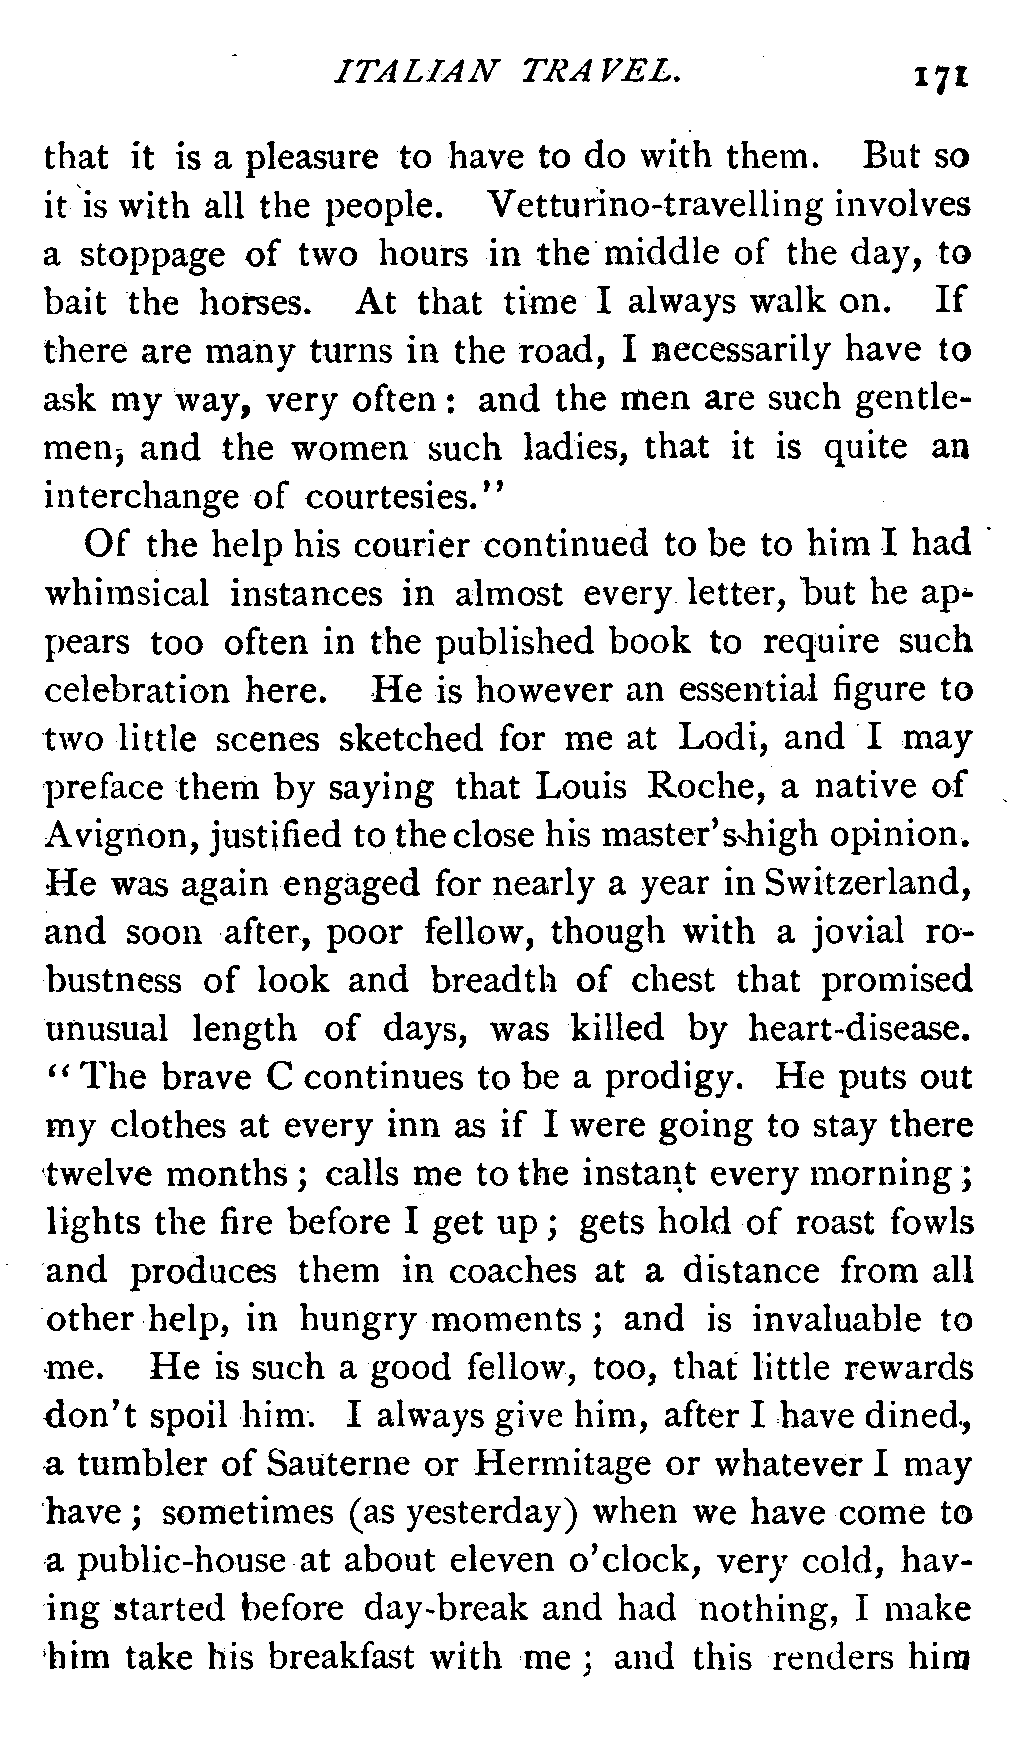 ITALIAN TRAVEL. 171
that it is a pleasure to have to do with them. But so
it is with all the people. Vetturino-travelling involves
a stoppage of two hours in the middle of the day, to
bait the horses. At that time I always walk on. If
there are many turns in the road, I necessarily have to
ask my way, very often: and the men are such gentle-
men, and the women such ladies, that it is quite an
interchange of courtesies."
Of the help his courier continued to be to him I had
whimsical instances in almost every letter, but he ap-
pears too often in the published book to require such
celebration here. He is however an essential figure to
two little scenes sketched for me at Lodi, and I may
preface them by saying that Louis Roche, a native of
Avignon, justified to the close his master's high opinion.
He was again engaged for nearly a year in Switzerland,
and soon after, poor fellow, though with a jovial ro-
bustness of look and breadth of chest that promised
unusual length of days, was killed by heart-disease.
"The brave C continues to be a prodigy. He puts out
my clothes at every inn as if I were going to stay there
twelve months; calls me to the instant every morning;
lights the fire before I get up; gets hold of roast fowls
and produces them in coaches at a distance from all
other help, in hungry moments; and is invaluable to
me. He is such a good fellow, too, that little rewards
don't spoil him. I always give him, after I have dined,
a tumbler of Sauterne or Hermitage or whatever I may
have; sometimes (as yesterday) when we have come to
a public-house at about eleven o'clock, very cold, hav-
ing started before day-break and had nothing, I make
him take his breakfast with me; and this renders him